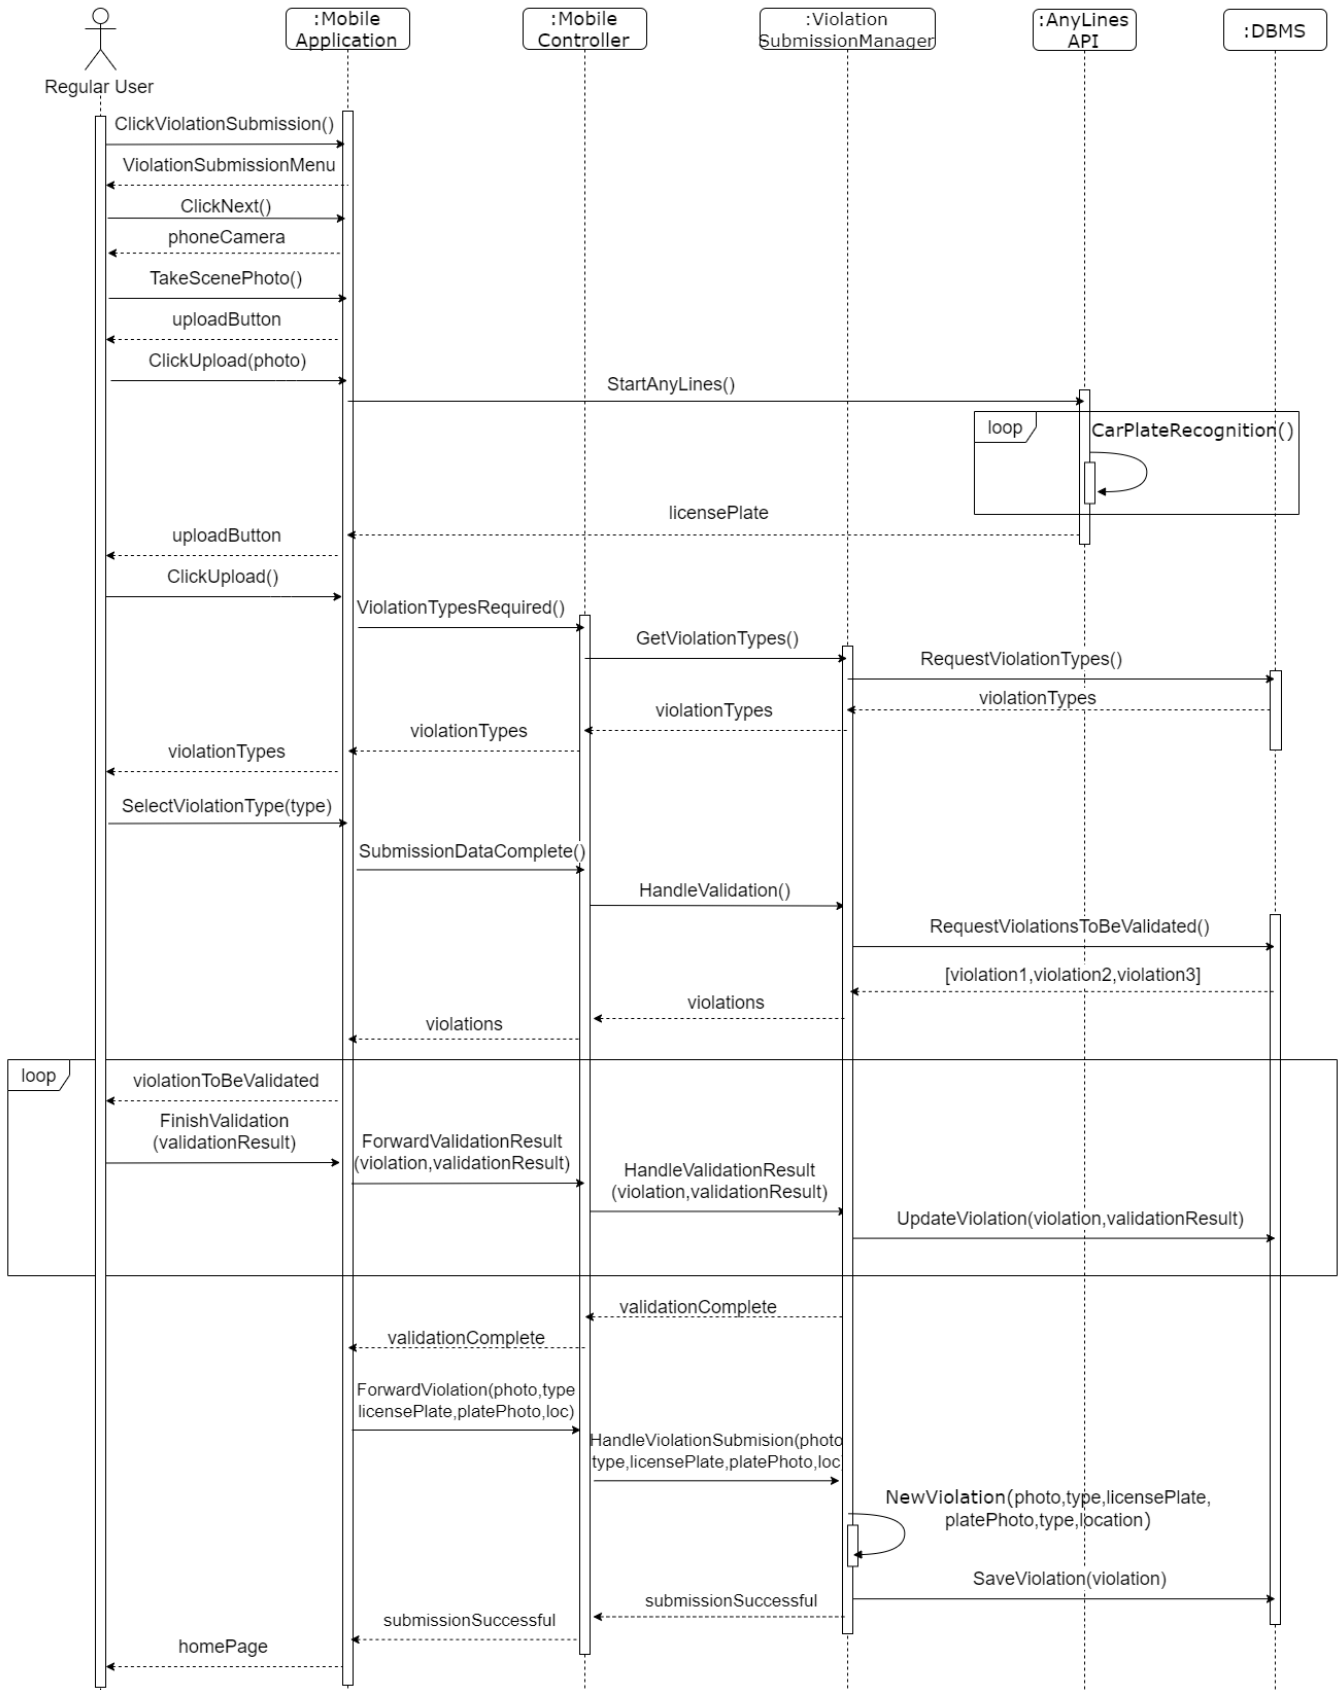 :Mobile
Application
:Mobile
Controller
:Violation
SubmissionManager
:AnyLines
API
:DBMS
Regular User
ClickViolationSubmission()
ViolationSubmissionMenu
ClickNext()
phoneCamera
TakeScenePhoto()
uploadButton
ClickUpload(photo)
StartAnyLines()
loop
CarPlateRecognition()
licensePlate
uploadButton
ClickUpload()
ViolationTypesRequired()
GetViolationTypes()
RequestViolationTypes()
violationTypes
violationTypes
violationTypes
violationTypes
SelectViolationType(type)
SubmissionDataComplete()
HandleValidation()
RequestViolationsToBeValidated()
[violation1,violation2,violation3]
violations
violations
loop
violationToBeValidated
FinishValidation
(validationResult)
ForwardValidationResult
(violation,validationResult)
HandleValidationResult
(violation,validationResult)
UpdateViolation(violation,validationResult)
validationComplete
validationComplete
ForwardViolation(photo,type
licensePlate,platePhoto,loc)
HandleViolationSubmision(photo
type,licensePlate,platePhoto,loc
NewViolation(photo,type,licensePlate,
platePhoto,type,location)
SaveViolation(violation)
submissionSuccessful
submissionSuccessful
homePage